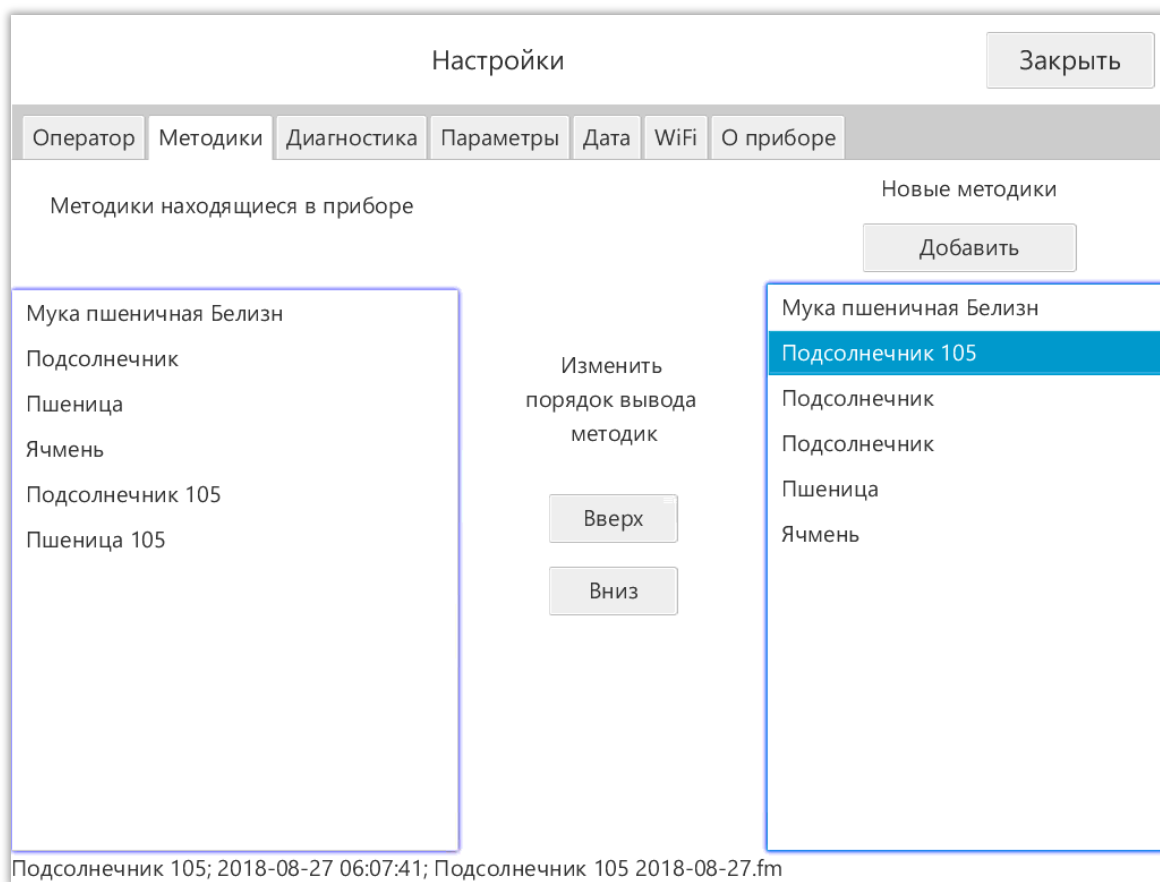 Настройки
Закрыть
Оператор Методики Диагностика Параметры Дата WiFi О приборе
Методики находящиеся в приборе
Новые методики
Добавить
Мука пшеничная Белизн
Подсолнечник
Пшеница
Ячмень
Подсолнечник 105
Пшеница 105
Изменить
порядок вывода
методик
Вверх
Вниз
Мука пшеничная Белизн
Подсолнечник 105
Подсолнечник
Подсолнечник
Пшеница
Ячмень
Подсолнечник 105; 2018-08-27 06:07:41; Подсолнечник 105 2018-08-27.fm